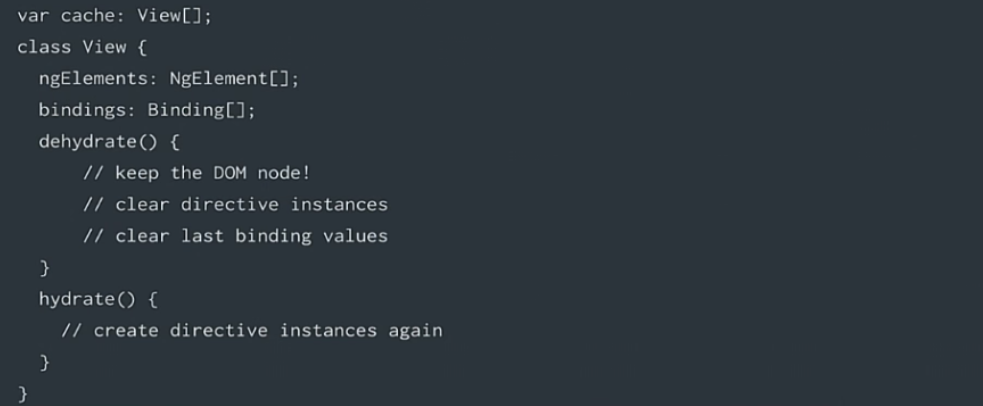 var cache: View[];
class View {
ngElements: NgElement[];
bindings: Binding[];
dehydrate() {
// keep the DOM node!
// clear directive instances
// clear last binding values
}
hydrate() {
// create directive instances again
}
}